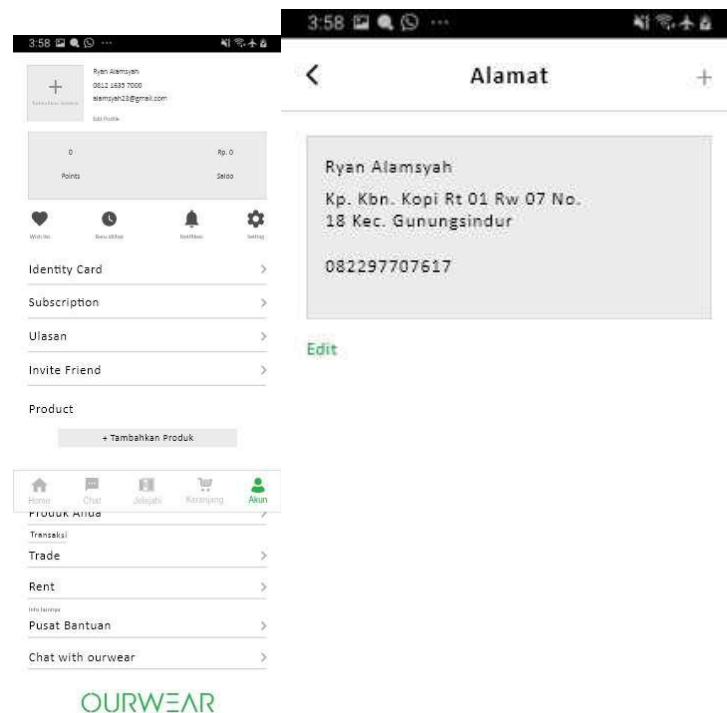 3:58
Ryan Alamsyah
0812 1635 7000
alamsyah23@gmail.com
Edit Profile
0
Rp. 0
Points
Saldo
Setting
Identity Card
Subscription
Ulasan
Invite Friend
Product
+ Tambahkan Produk
Home
Chat
Jelajahi
Keranjang
Akun
Produk Anda
Transaksi
Trade
Rent
Info lainnya
Pusat Bantuan
Chat with ourwear
OURWEAR
3:58
Alamat
Ryan Alamsyah
Kp. Kbn. Kopi Rt 01 Rw 07 No.
18 Kec. Gunungsindur
082297707617
Edit